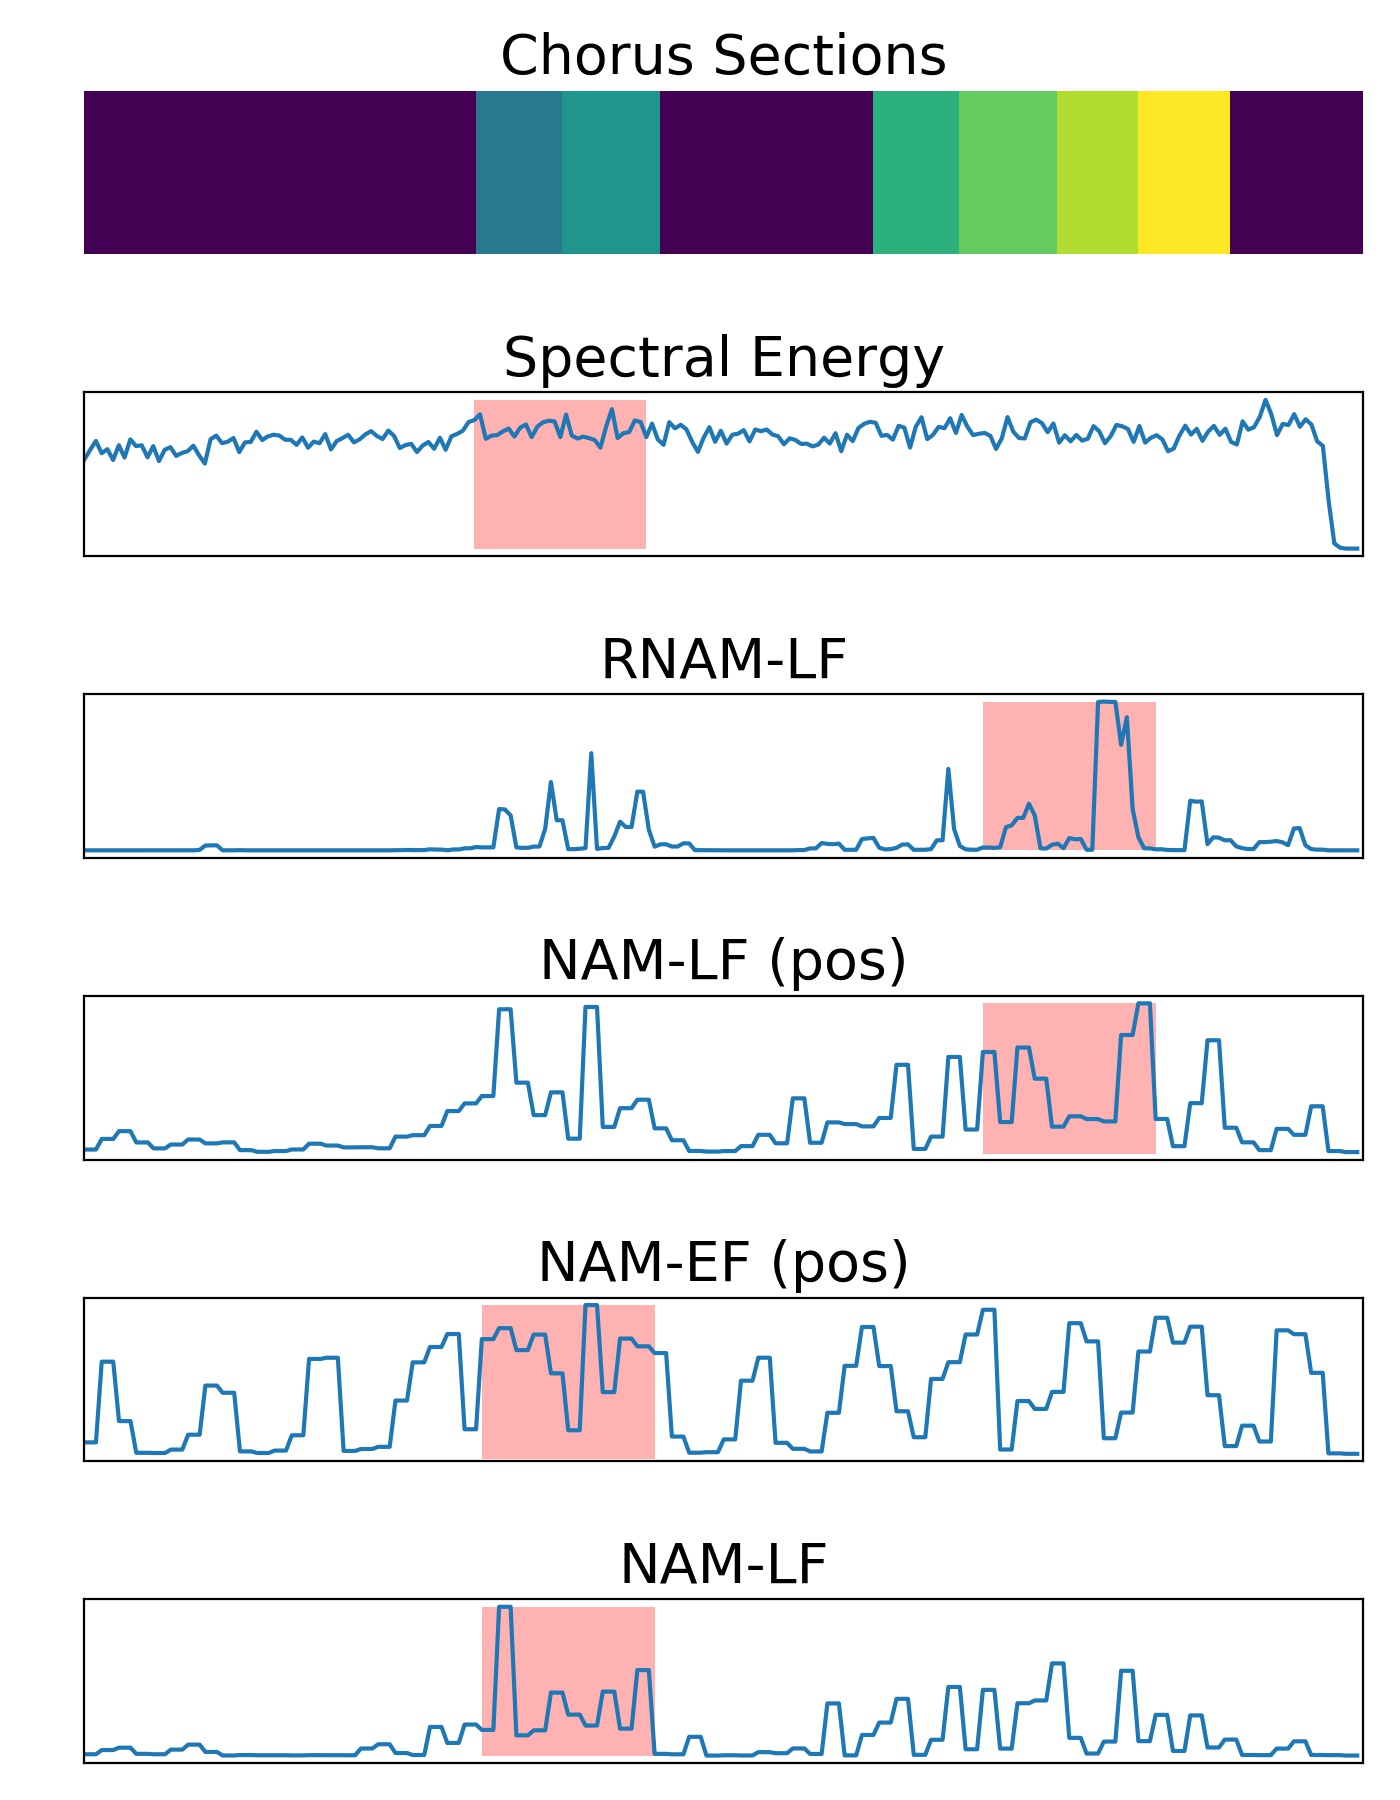 Chorus Sections
Spectral Energy
RNAM-LF
NAM-LF (pos)
NAM-EF (pos)
NAM-LF